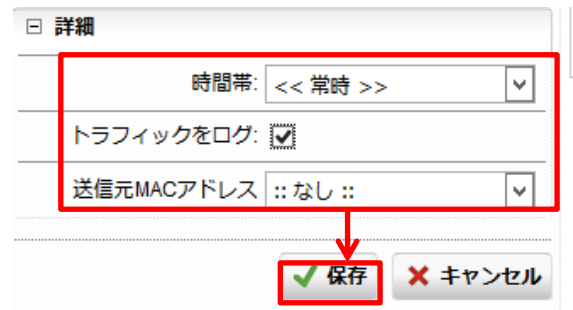 詳細
時間帯: << 常時 >>
トラフィックをログ:
送信元MACアドレス :: なし ::
保存 キャンセル